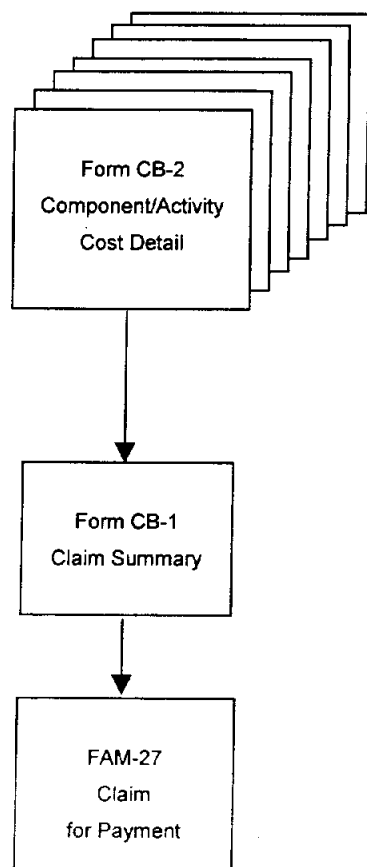 Form CB-2
Component/Activity
Cost Detail
Form CB-1
Claim Summary
FAM-27
Claim
for Payment